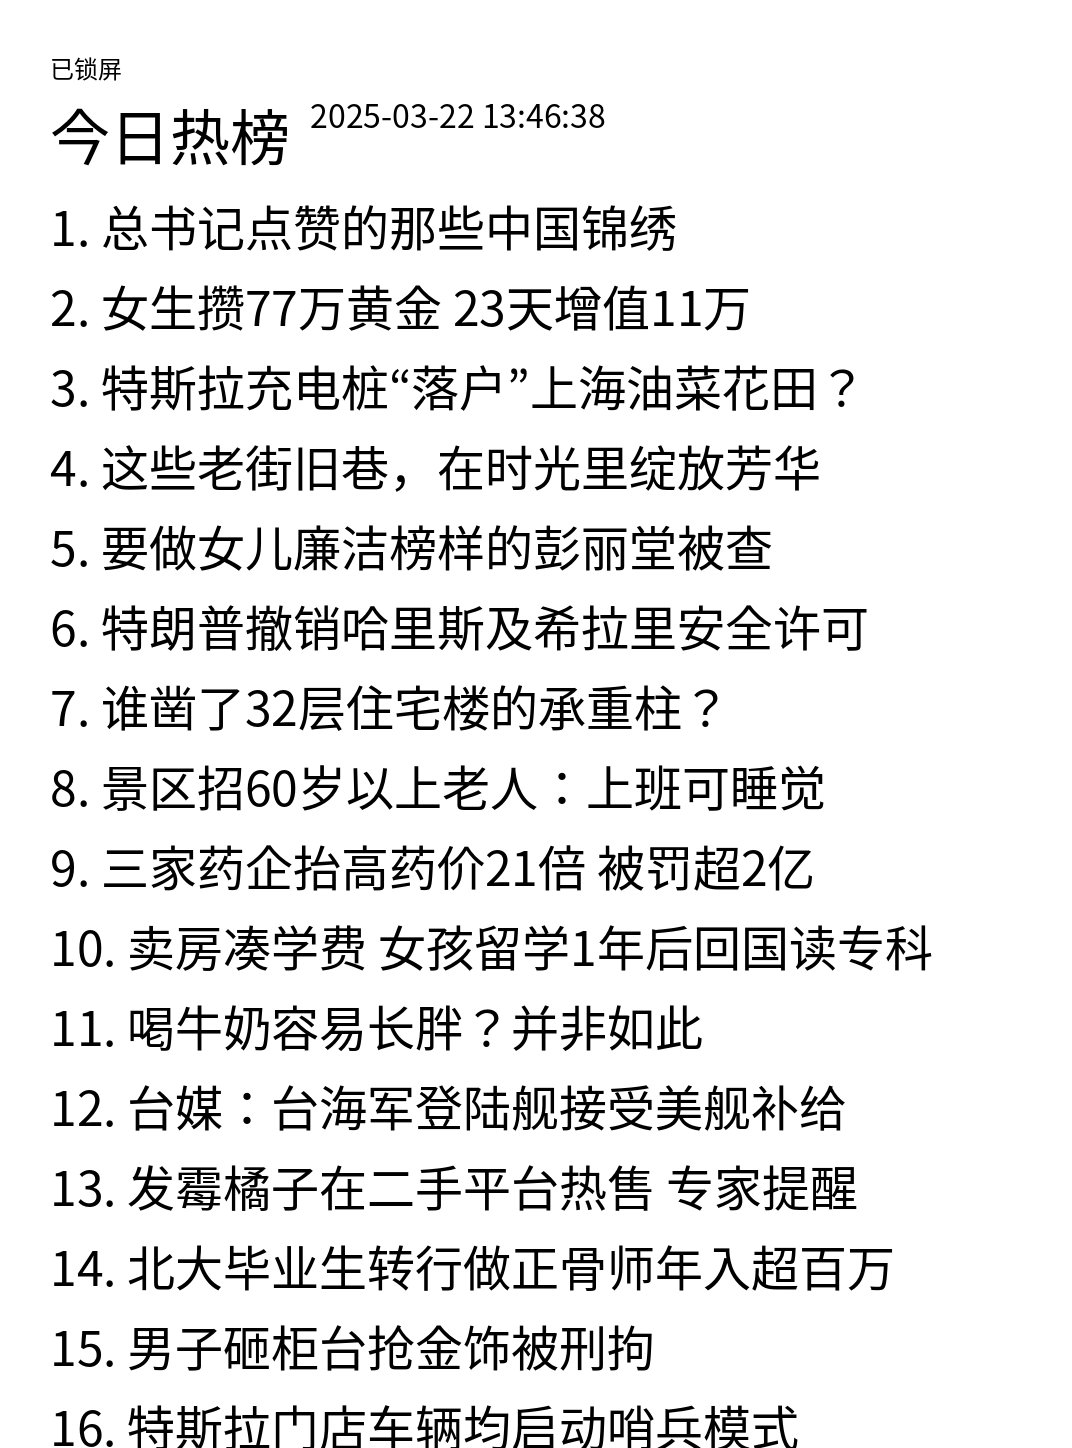 已锁屏
今日热榜 2025-03-22 13:46:38
1. 总书记点赞的那些中国锦绣
2. 女生攒77万黄金 23天增值11万
3. 特斯拉充电桩“落户”上海油菜花田？
4. 这些老街旧巷，在时光里绽放芳华
5. 要做女儿廉洁榜样的彭丽堂被查
6. 特朗普撤销哈里斯及希拉里安全许可
7. 谁凿了32层住宅楼的承重柱？
8. 景区招60岁以上老人：上班可睡觉
9. 三家药企抬高药价21倍 被罚超2亿
10. 卖房凑学费 女孩留学1年后回国读专科
11. 喝牛奶容易长胖？并非如此
12. 台媒：台海军登陆舰接受美舰补给
13. 发霉橘子在二手平台热售 专家提醒
14. 北大毕业生转行做正骨师年入超百万
15. 男子砸柜台抢金饰被刑拘
16. 特斯拉门店车辆均启动哨兵模式